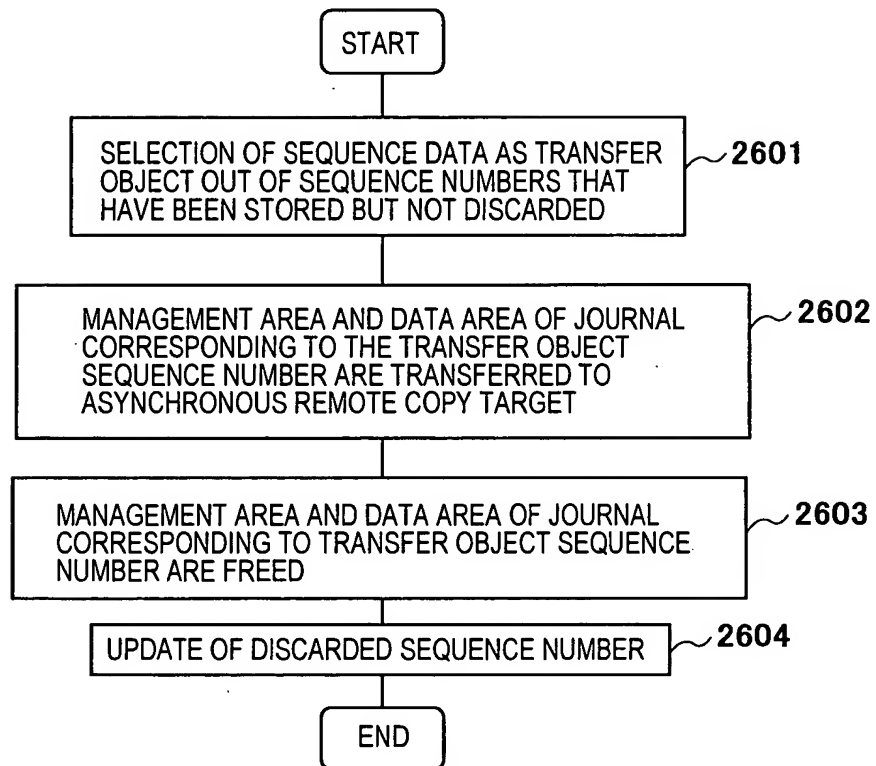 START
SELECTION OF SEQUENCE DATA AS TRANSFER
OBJECT OUT OF SEQUENCE NUMBERS THAT
HAVE BEEN STORED BUT NOT DISCARDED
2601
MANAGEMENT AREA AND DATA AREA OF JOURNAL
CORRESPONDING TO THE TRANSFER OBJECT
SEQUENCE NUMBER ARE TRANSFERRED TO
ASYNCHRONOUS REMOTE COPY TARGET
2602
MANAGEMENT AREA AND DATA AREA OF JOURNAL
CORRESPONDING TO TRANSFER OBJECT SEQUENCE
NUMBER ARE FREED
2603
UPDATE OF DISCARDED SEQUENCE NUMBER
2604
END